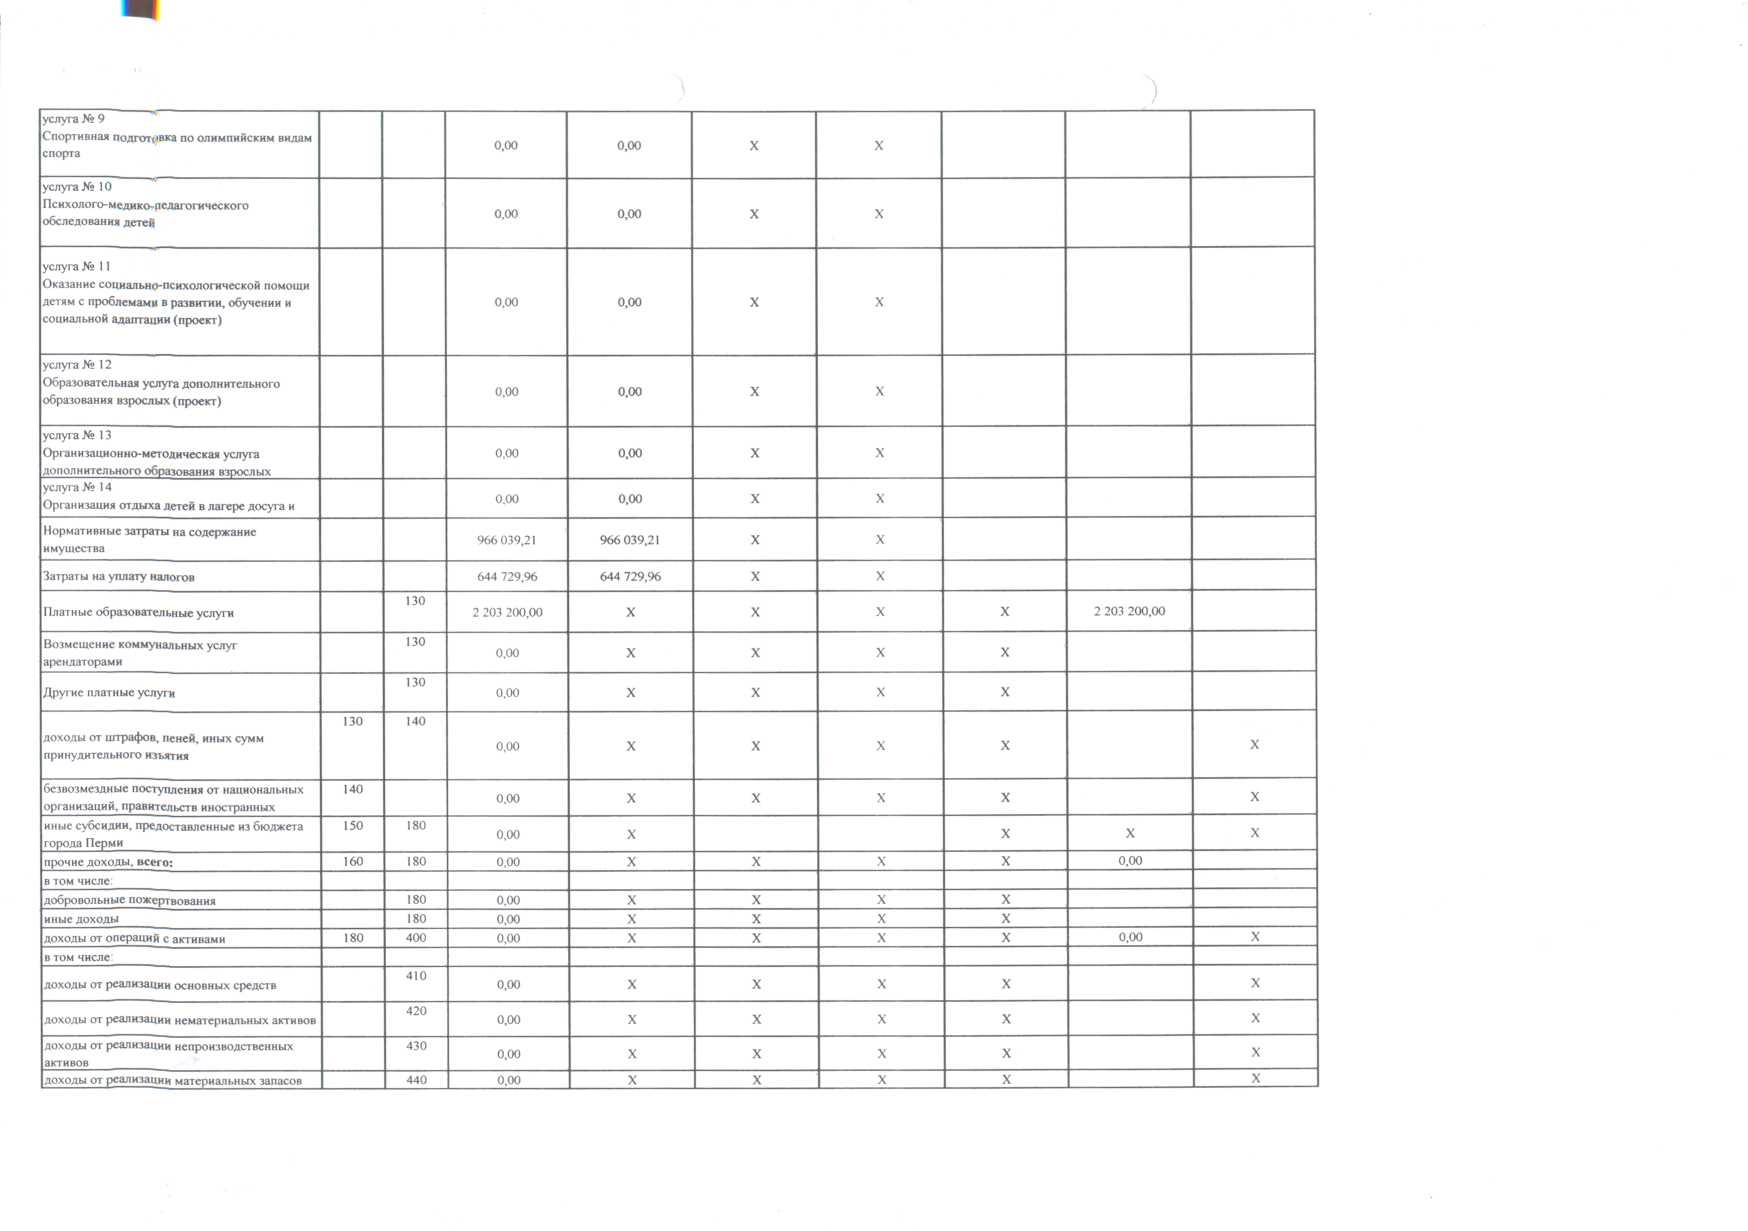 услуга № 9
Спортивная подготовка по олимпийским видам спорта 0,00 0,00 X X
услуга № 10
Психолого-медико-педагогического обследования детей 0,00 0,00 X X
услуга № 11
Оказание социально-психологической помощи детям с проблемами в развитии, обучении и социальной адаптации (проект) 0,00 0,00 X X
услуга № 12
Образовательная услуга дополнительного образования взрослых (проект) 0,00 0,00 X X
услуга № 13
Организационно-методическая услуга дополнительного образования взрослых 0,00 0,00 X X
услуга № 14
Организация отдыха детей в лагере досуга и 0,00 0,00 X X
Нормативные затраты на содержание имущества 966 039,21 966 039,21 X X
Затраты на уплату налогов 644 729,96 644 729,96 X X
Платные образовательные услуги 130 2 203 200,00 X X X X 2 203 200,00
Возмещение коммунальных услуг арендаторами 130 0,00 X X X X
Другие платные услуги 130 0,00 X X X X
доходы от штрафов, пеней, иных сумм принудительного изъятия 130 140 0,00 X X X X X
безвозмездные поступления от национальных организаций, правительств иностранных 140 0,00 X X X X X
иные субсидии, предоставленные из бюджета города Перми 150 180 0,00 X X X X
прочие доходы, всего: 160 180 0,00 X X X X 0,00
в том числе:
добровольные пожертвования 180 0,00 X X X X
иные доходы 180 0,00 X X X X
доходы от операций с активами 180 400 0,00 X X X X 0,00 X
в том числе:
доходы от реализации основных средств 410 0,00 X X X X X
доходы от реализации нематериальных активов 420 0,00 X X X X X
доходы от реализации непроизводственных активов 430 0,00 X X X X X
доходы от реализации материальных запасов 440 0,00 X X X X X